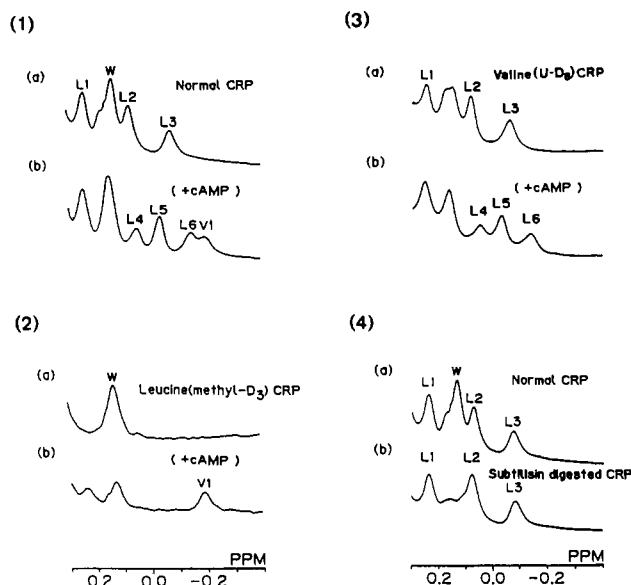 (1)
(a)
L1 W L2 L3
Normal CRP
(b)
(+cAMP)
L4 L5 L6 V1
(2)
(a)
W
Leucine(methyl-D3) CRP
(b)
(+cAMP)
V1
0.2 0.0 -0.2 PPM
(3)
(a)
L1 L2 L3
Valine(U-D8)CRP
(b)
(+cAMP)
L4 L5 L6
(4)
(a)
L1 W L2 L3
Normal CRP
(b)
L1 L2 L3
Subtilisin digested CRP
0.2 0.0 -0.2 PPM